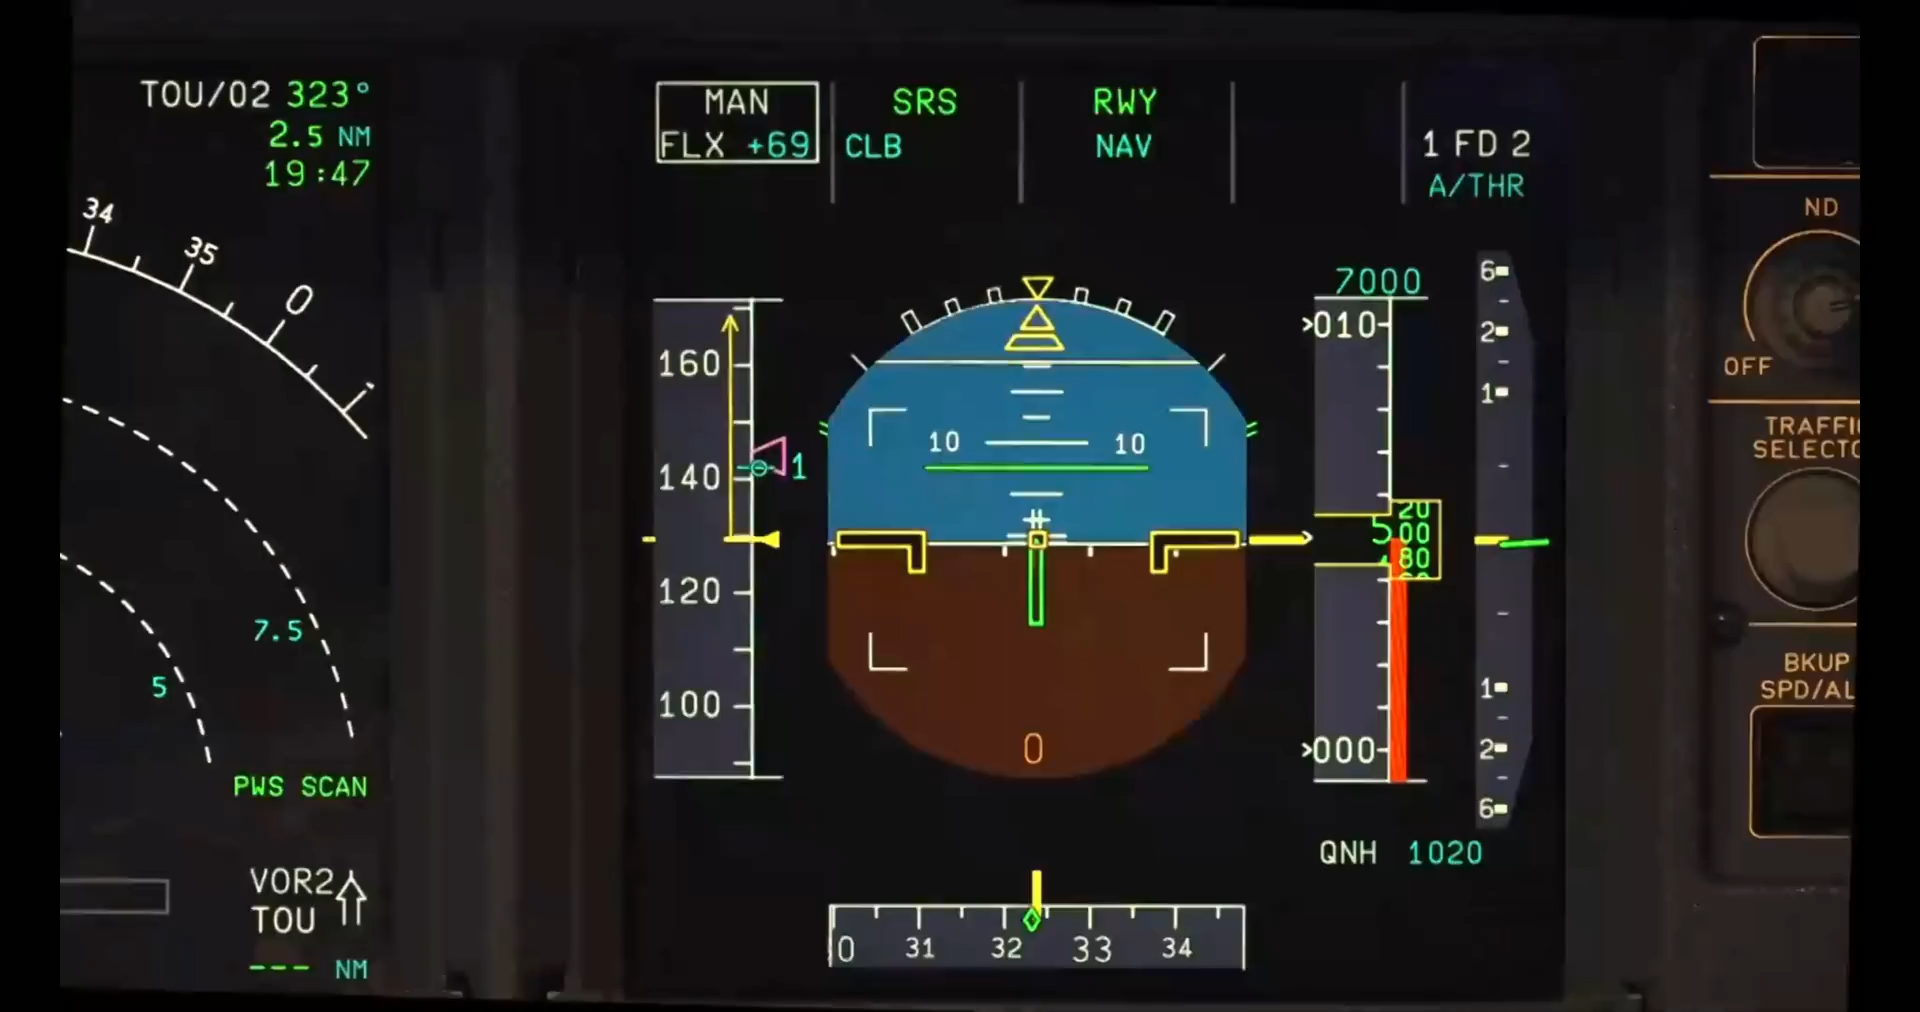 TOU/02 323°
2.5 NM
19:47
34
35
0
7.5
5
PWS SCAN
VOR2
TOU
--- NM
MAN
FLX +69
SRS
CLB
RWY
NAV
1 FD 2
A/THR
160
140
120
100
1
10 10
0
7000
010
20
5 00
80
000
QNH 1020
6
2
1
1
2
6
0 31 32 33 34
ND
OFF
TRAFFI
SELECTO
BKUP
SPD/AL